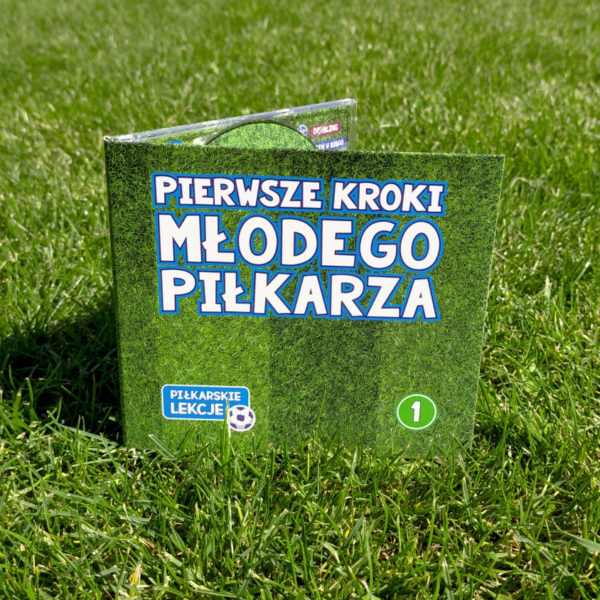 PIERWSZE KROKI
MŁODEGO
PIŁKARZA
PIŁKARSKIE
LEKCJE
1